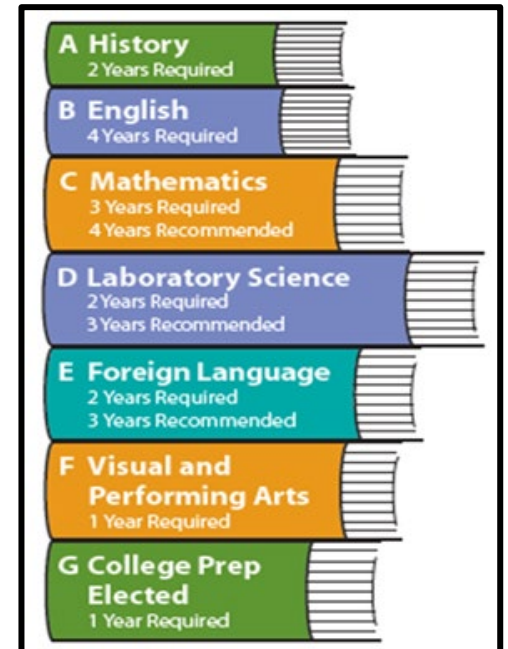 A History
2 Years Required
B English
4 Years Required
C Mathematics
3 Years Required
4 Years Recommended
D Laboratory Science
2 Years Required
3 Years Recommended
E Foreign Language
2 Years Required
3 Years Recommended
F Visual and
Performing Arts
1 Year Required
G College Prep
Elected
1 Year Required